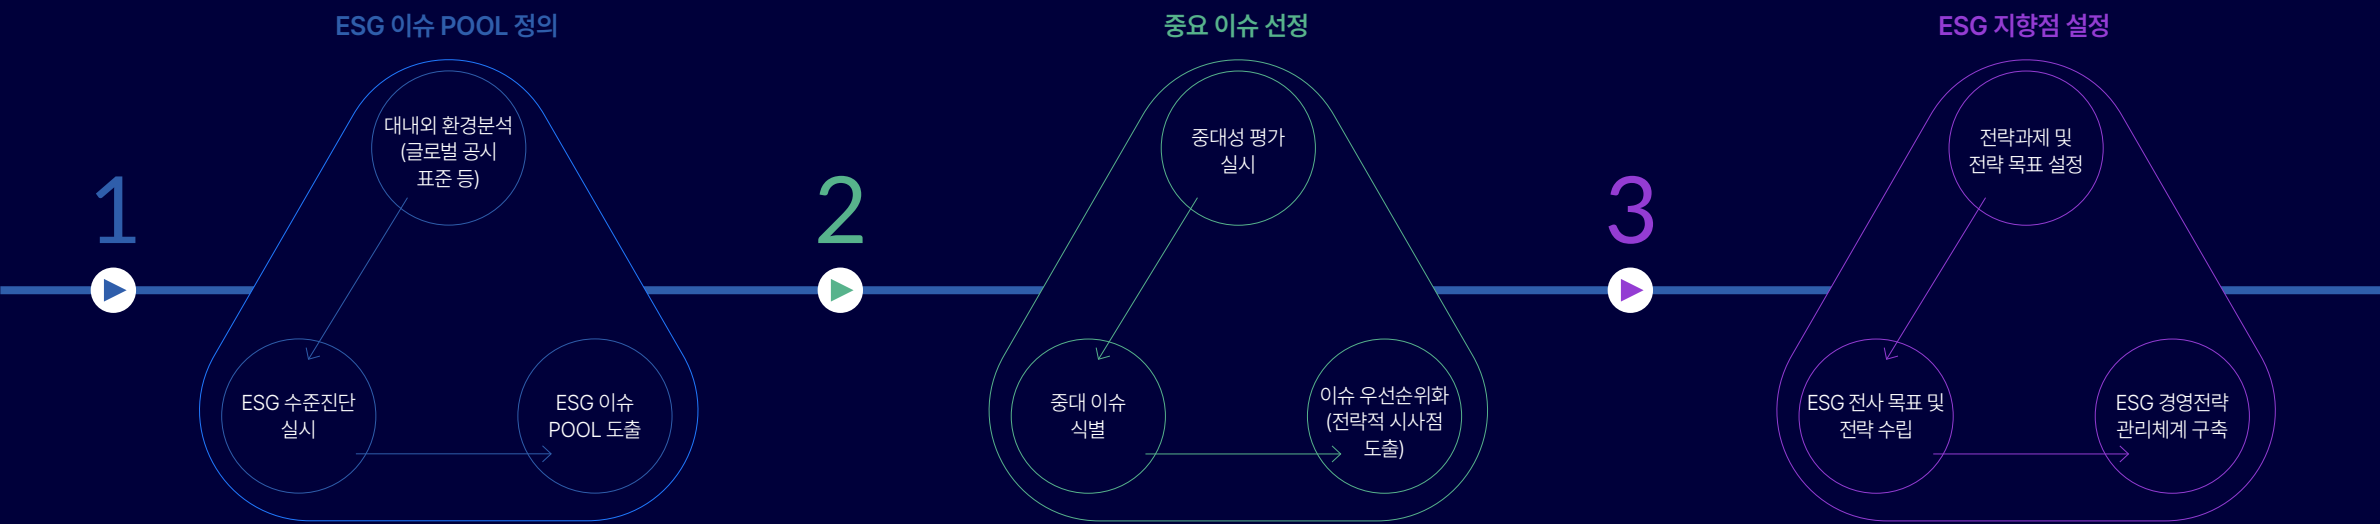 ESG 이슈 POOL 정의
1
대내외 환경분석
(글로벌 공시
표준 등)
ESG 수준진단
실시
ESG 이슈
POOL 도출
중요 이슈 선정
2
중대성 평가
실시
중대 이슈
식별
이슈 우선순위화
(전략적 시사점
도출)
ESG 지향점 설정
3
전략과제 및
전략 목표 설정
ESG 전사 목표 및
전략 수립
ESG 경영전략
관리체계 구축